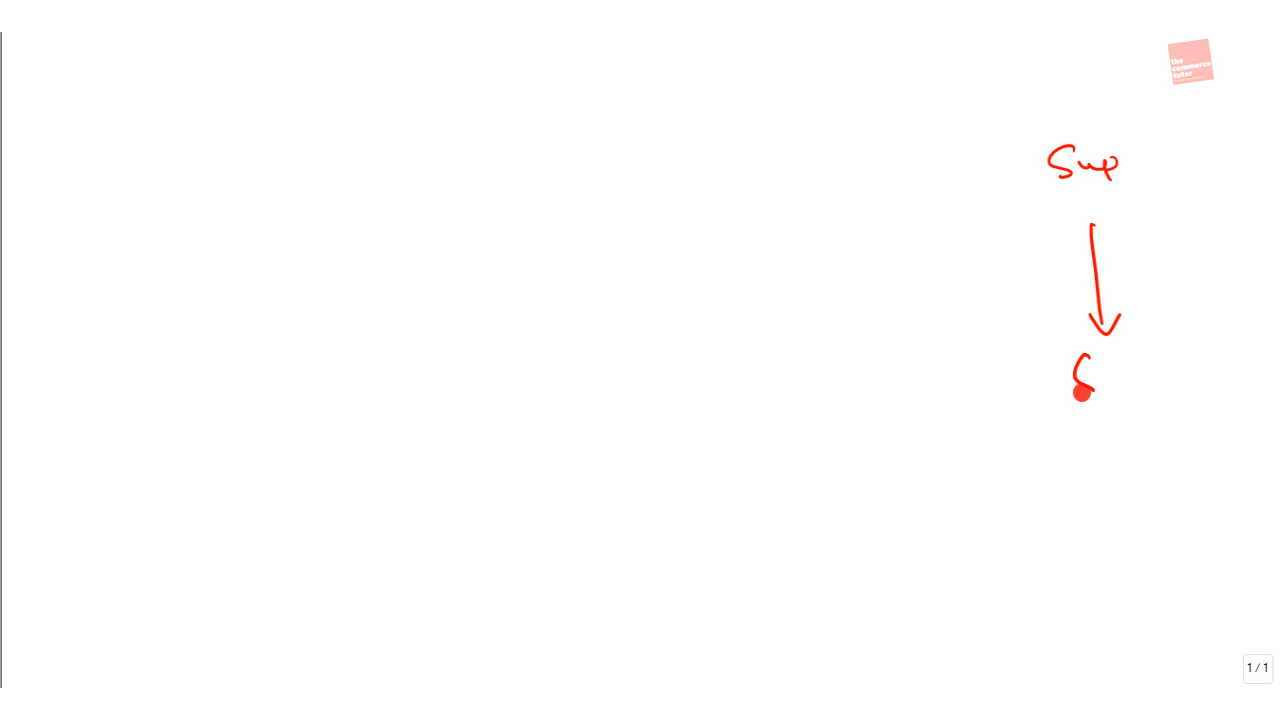 the
commerce
tutor
Sup
S
1 / 1